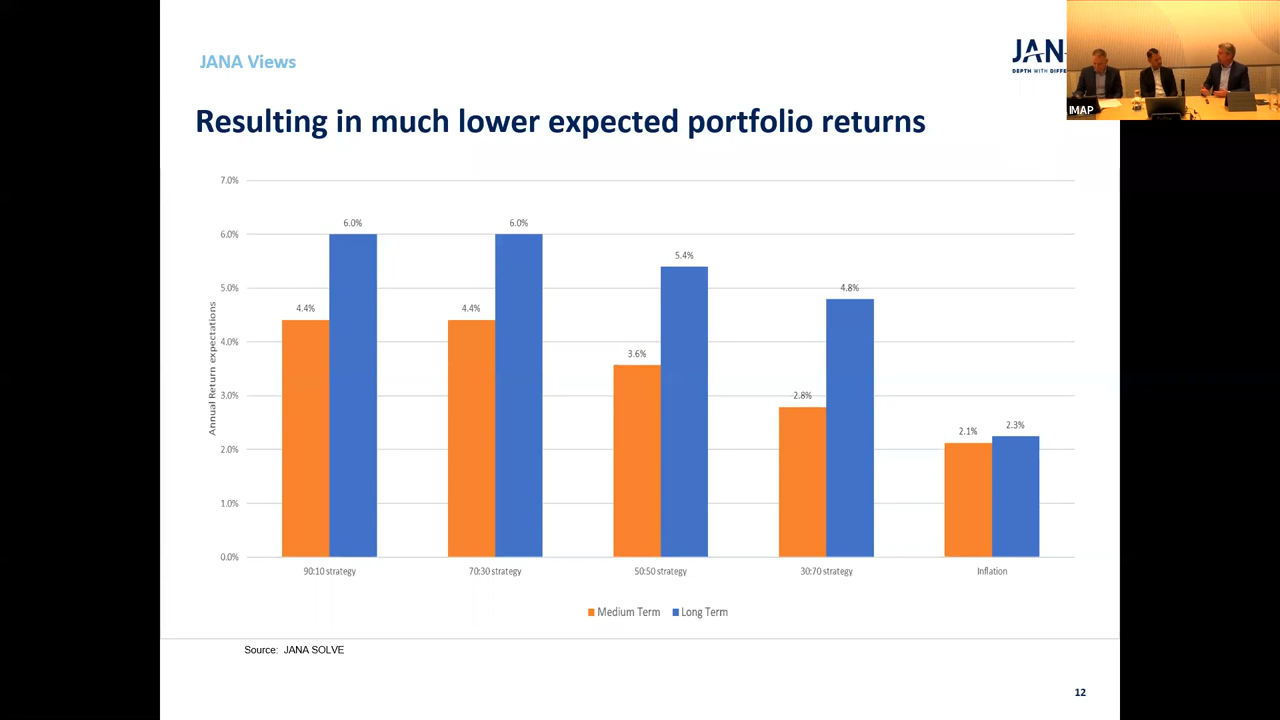 JANA Views
JAN
DEPTH WITH DIFFE
IMAP
Resulting in much lower expected portfolio returns
7.0%
6.0%
5.0%
4.0%
3.0%
2.0%
1.0%
0.0%
Annual Return expectations
4.4%
6.0%
4.4%
6.0%
3.6%
5.4%
2.8%
4.8%
2.1%
2.3%
90:10 strategy
70:30 strategy
50:50 strategy
30:70 strategy
Inflation
Medium Term
Long Term
Source: JANA SOLVE
12